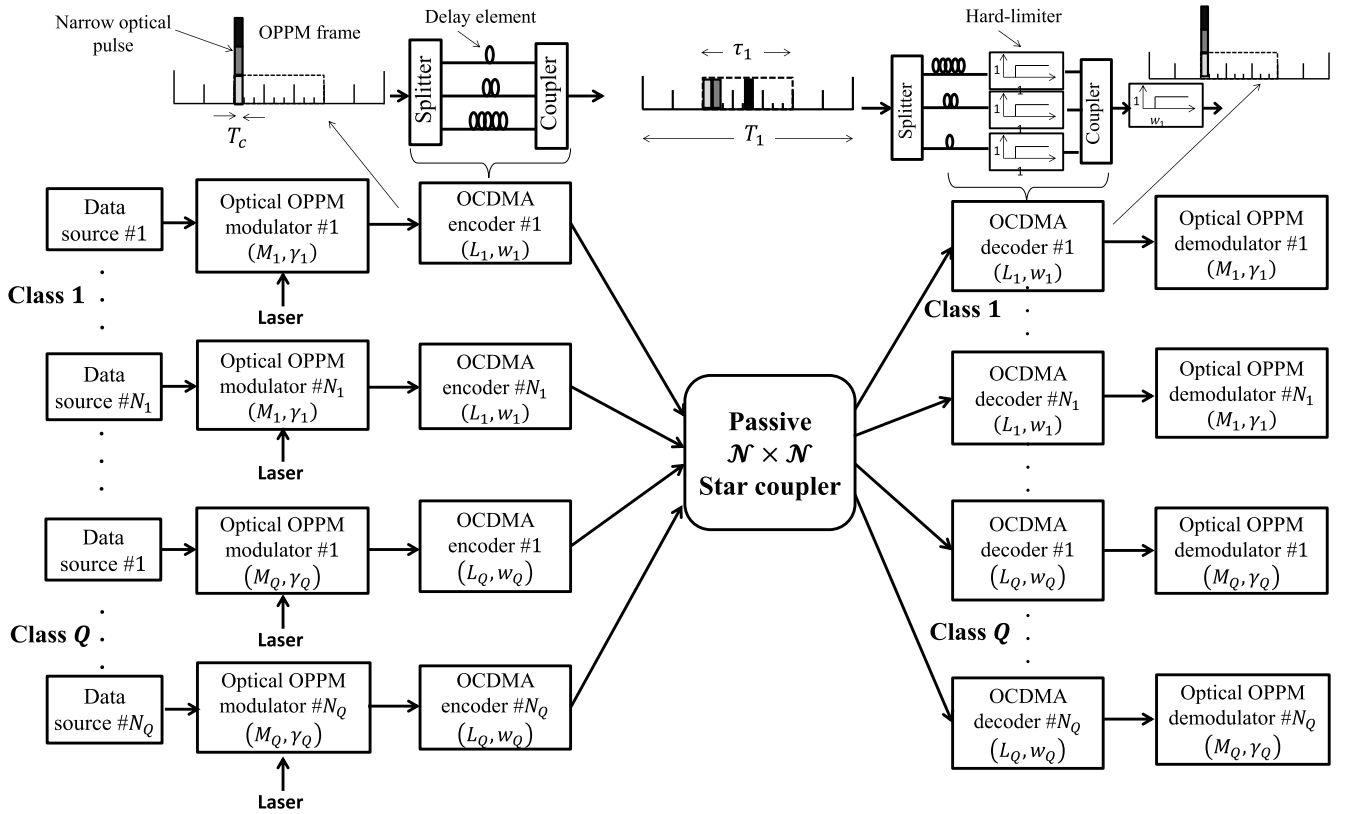 Narrow optical
pulse
OPPM frame
T_c
Delay element
Splitter
Coupler
τ_1
T_1
Hard-limiter
Splitter
1
1
1
1
1
1
Coupler
1
w_1
Data
source #1
Optical OPPM
modulator #1
(M_1, γ_1)
Laser
OCDMA
encoder #1
(L_1, w_1)
Class 1
Data
source #N_1
Optical OPPM
modulator #N_1
(M_1, γ_1)
Laser
OCDMA
encoder #N_1
(L_1, w_1)
Data
source #1
Optical OPPM
modulator #1
(M_Q, γ_Q)
Laser
OCDMA
encoder #1
(L_Q, w_Q)
Class Q
Data
source #N_Q
Optical OPPM
modulator #N_Q
(M_Q, γ_Q)
Laser
OCDMA
encoder #N_Q
(L_Q, w_Q)
Passive
𝓝 × 𝓝
Star coupler
OCDMA
decoder #1
(L_1, w_1)
Optical OPPM
demodulator #1
(M_1, γ_1)
Class 1
OCDMA
decoder #N_1
(L_1, w_1)
Optical OPPM
demodulator #N_1
(M_1, γ_1)
OCDMA
decoder #1
(L_Q, w_Q)
Optical OPPM
demodulator #1
(M_Q, γ_Q)
Class Q
OCDMA
decoder #N_Q
(L_Q, w_Q)
Optical OPPM
demodulator #N_Q
(M_Q, γ_Q)